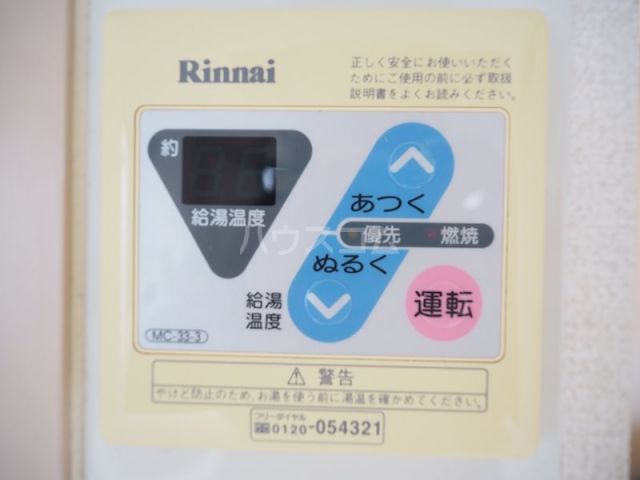 Rinnai
正しく安全にお使いいただく
ためにご使用の前に必ず取扱
説明書をよくお読みください。
約
給湯温度
あつく
優先
燃焼
ぬるく
給湯
温度
運転
MC-33-3
ハウスコム
⚠ 警告
やけど防止のため、お湯を使う前に湯温を確かめてください。
フリーダイヤル
0120-054321